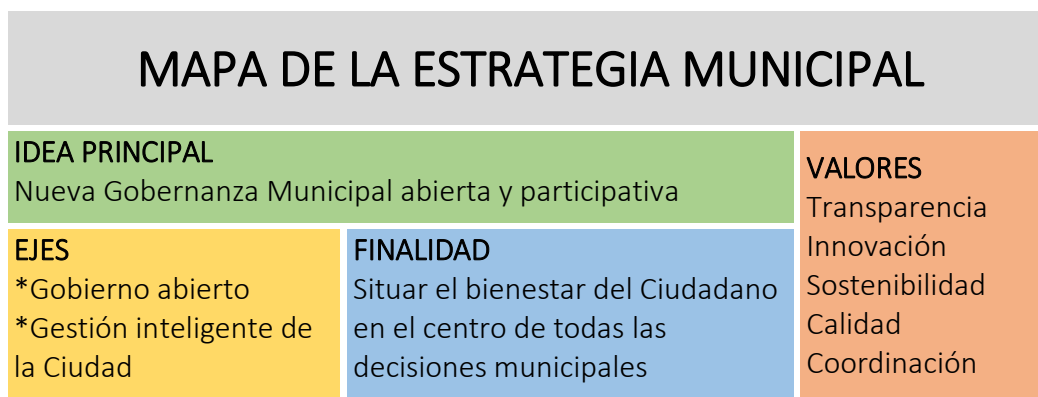 MAPA DE LA ESTRATEGIA MUNICIPAL
IDEA PRINCIPAL
Nueva Gobernanza Municipal abierta y participativa
EJES
*Gobierno abierto
*Gestión inteligente de
la Ciudad
FINALIDAD
Situar el bienestar del Ciudadano
en el centro de todas las
decisiones municipales
VALORES
Transparencia
Innovación
Sostenibilidad
Calidad
Coordinación